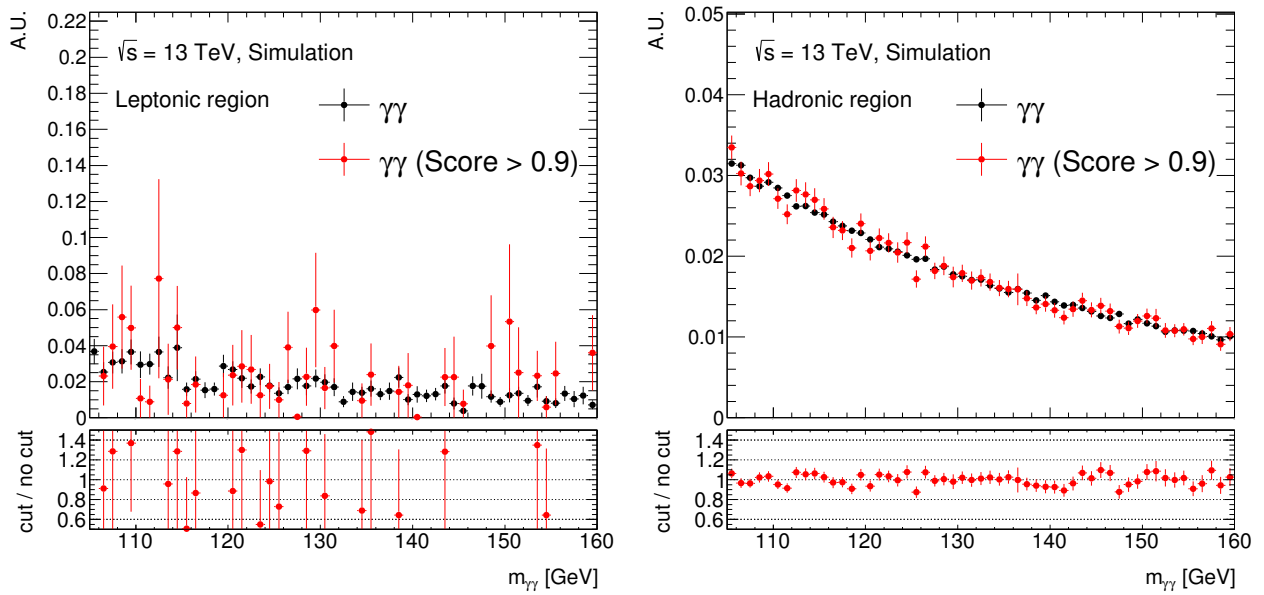 A.U.
0.22
0.2
0.18
0.16
0.14
0.12
0.1
0.08
0.06
0.04
0.02
0
√s = 13 TeV, Simulation
Leptonic region
γγ
γγ (Score > 0.9)
cut / no cut
1.4
1.2
1
0.8
0.6
110 120 130 140 150 160
mγγ [GeV]
A.U.
0.05
0.04
0.03
0.02
0.01
0
√s = 13 TeV, Simulation
Hadronic region
γγ
γγ (Score > 0.9)
cut / no cut
1.4
1.2
1
0.8
0.6
110 120 130 140 150 160
mγγ [GeV]